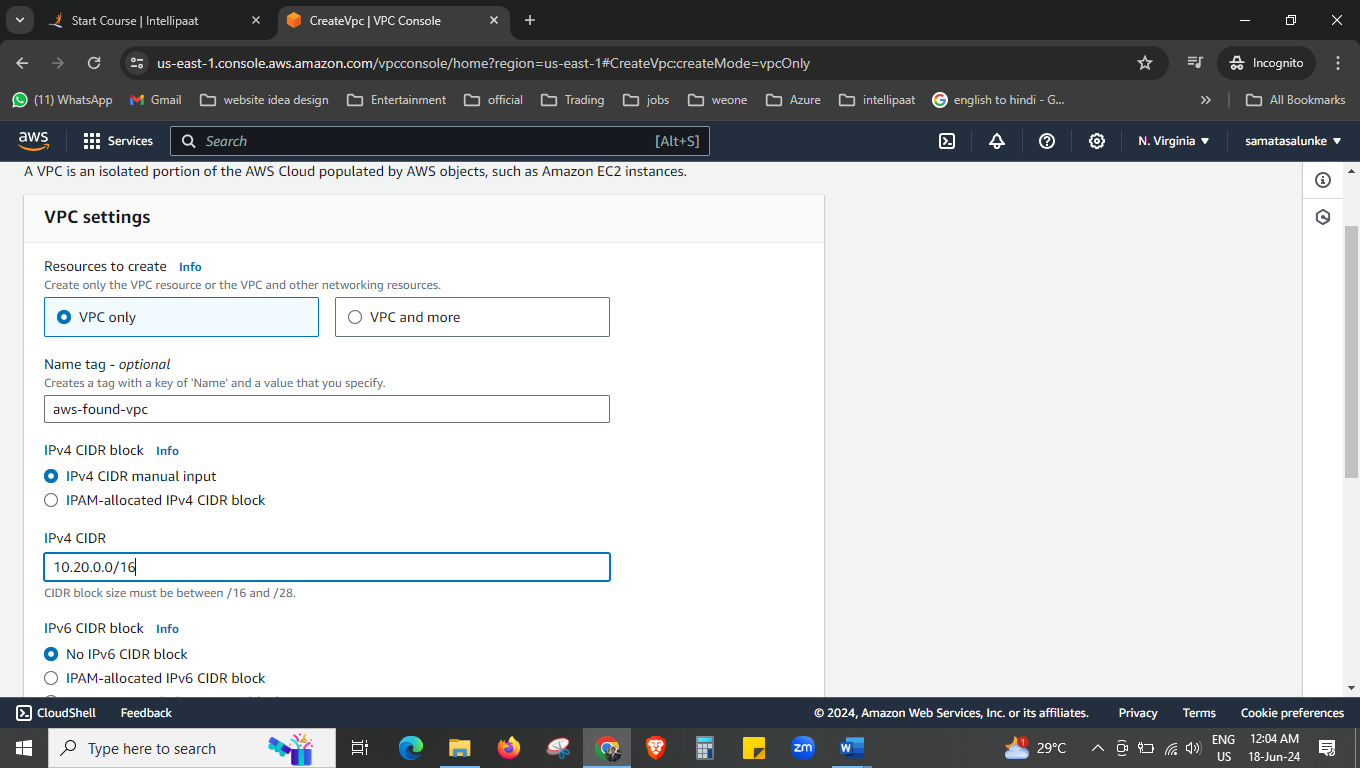 Start Course | Intellipaat
CreateVpc | VPC Console
us-east-1.console.aws.amazon.com/vpcconsole/home?region=us-east-1#CreateVpc:createMode=vpcOnly
Incognito
(11) WhatsApp
Gmail
website idea design
Entertainment
official
Trading
jobs
weone
Azure
intellipaat
english to hindi - G...
All Bookmarks
aws
Services
Search
[Alt+S]
N. Virginia
samatasalunke
A VPC is an isolated portion of the AWS Cloud populated by AWS objects, such as Amazon EC2 instances.
VPC settings
Resources to create Info
Create only the VPC resource or the VPC and other networking resources.
VPC only
VPC and more
Name tag - optional
Creates a tag with a key of 'Name' and a value that you specify.
aws-found-vpc
IPv4 CIDR block Info
IPv4 CIDR manual input
IPAM-allocated IPv4 CIDR block
IPv4 CIDR
10.20.0.0/16
CIDR block size must be between /16 and /28.
IPv6 CIDR block Info
No IPv6 CIDR block
IPAM-allocated IPv6 CIDR block
CloudShell
Feedback
© 2024, Amazon Web Services, Inc. or its affiliates.
Privacy
Terms
Cookie preferences
Type here to search
zm
W
1
29°C
ENG
US
12:04 AM
18-Jun-24